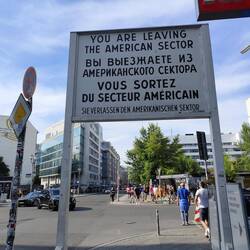 YOU ARE LEAVING
THE AMERICAN SECTOR
ВЫ ВЫЕЗЖАЕТЕ ИЗ
АМЕРИКАНСКОГО СЕКТОРА
VOUS SORTEZ
DU SECTEUR AMÉRICAIN
SIE VERLASSEN DEN AMERIKANISCHEN SEKTOR